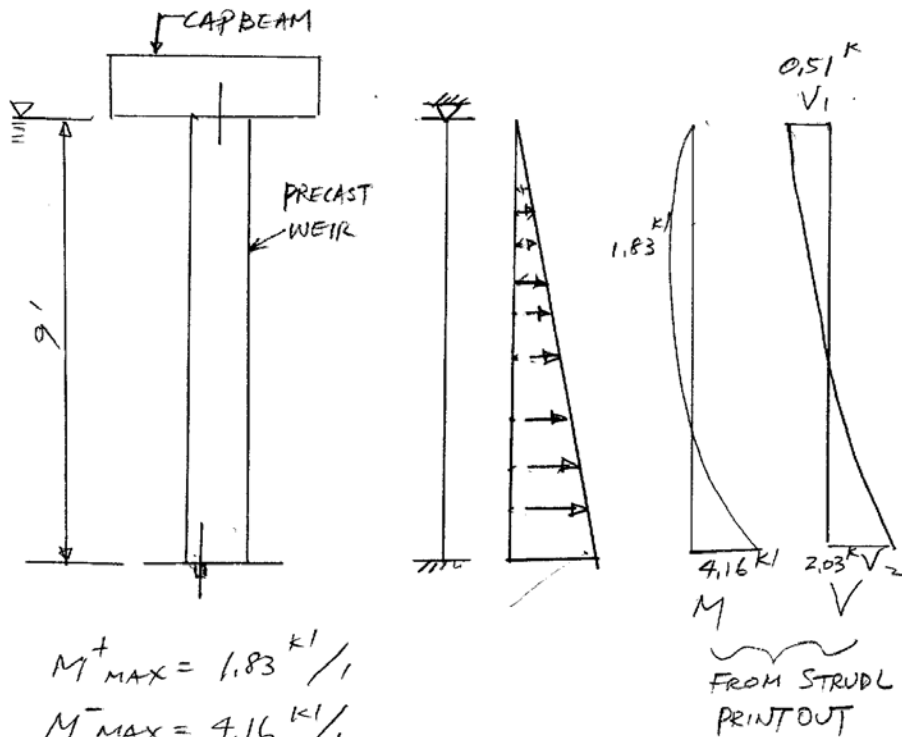 CAPBEAM
0.51 K
V1
PRECAST
WEIR
9'
1.83 K'
4.16 K'
2.03 K V2
M
V
FROM STRUDL
PRINTOUT
M+ MAX = 1.83 K'/'
M- MAX = 4.16 K'/'